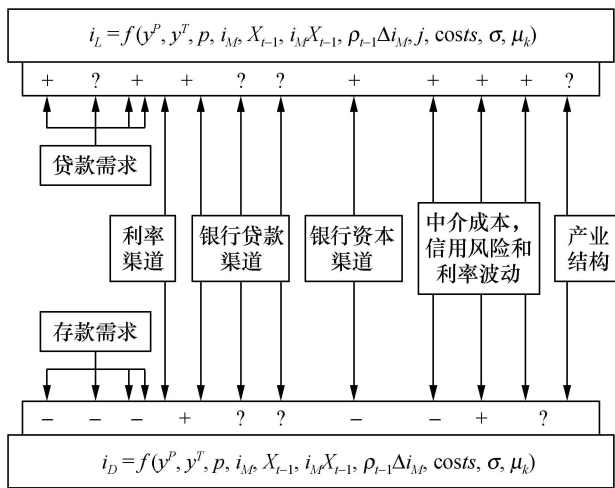 i_L = f(y^P, y^T, p, i_M, X_{t–1}, i_M X_{t–1}, ρ_{t–1}Δi_M, j, costs, σ, μ_k)
+ ? + + ? ? + + + + ?
贷款需求
利率
渠道
银行贷款
渠道
银行资本
渠道
中介成本,
信用风险和
利率波动
产业
结构
存款需求
– – – + ? ? – – + ?
i_D = f(y^P, y^T, p, i_M, X_{t–1}, i_M X_{t–1}, ρ_{t–1}Δi_M, costs, σ, μ_k)